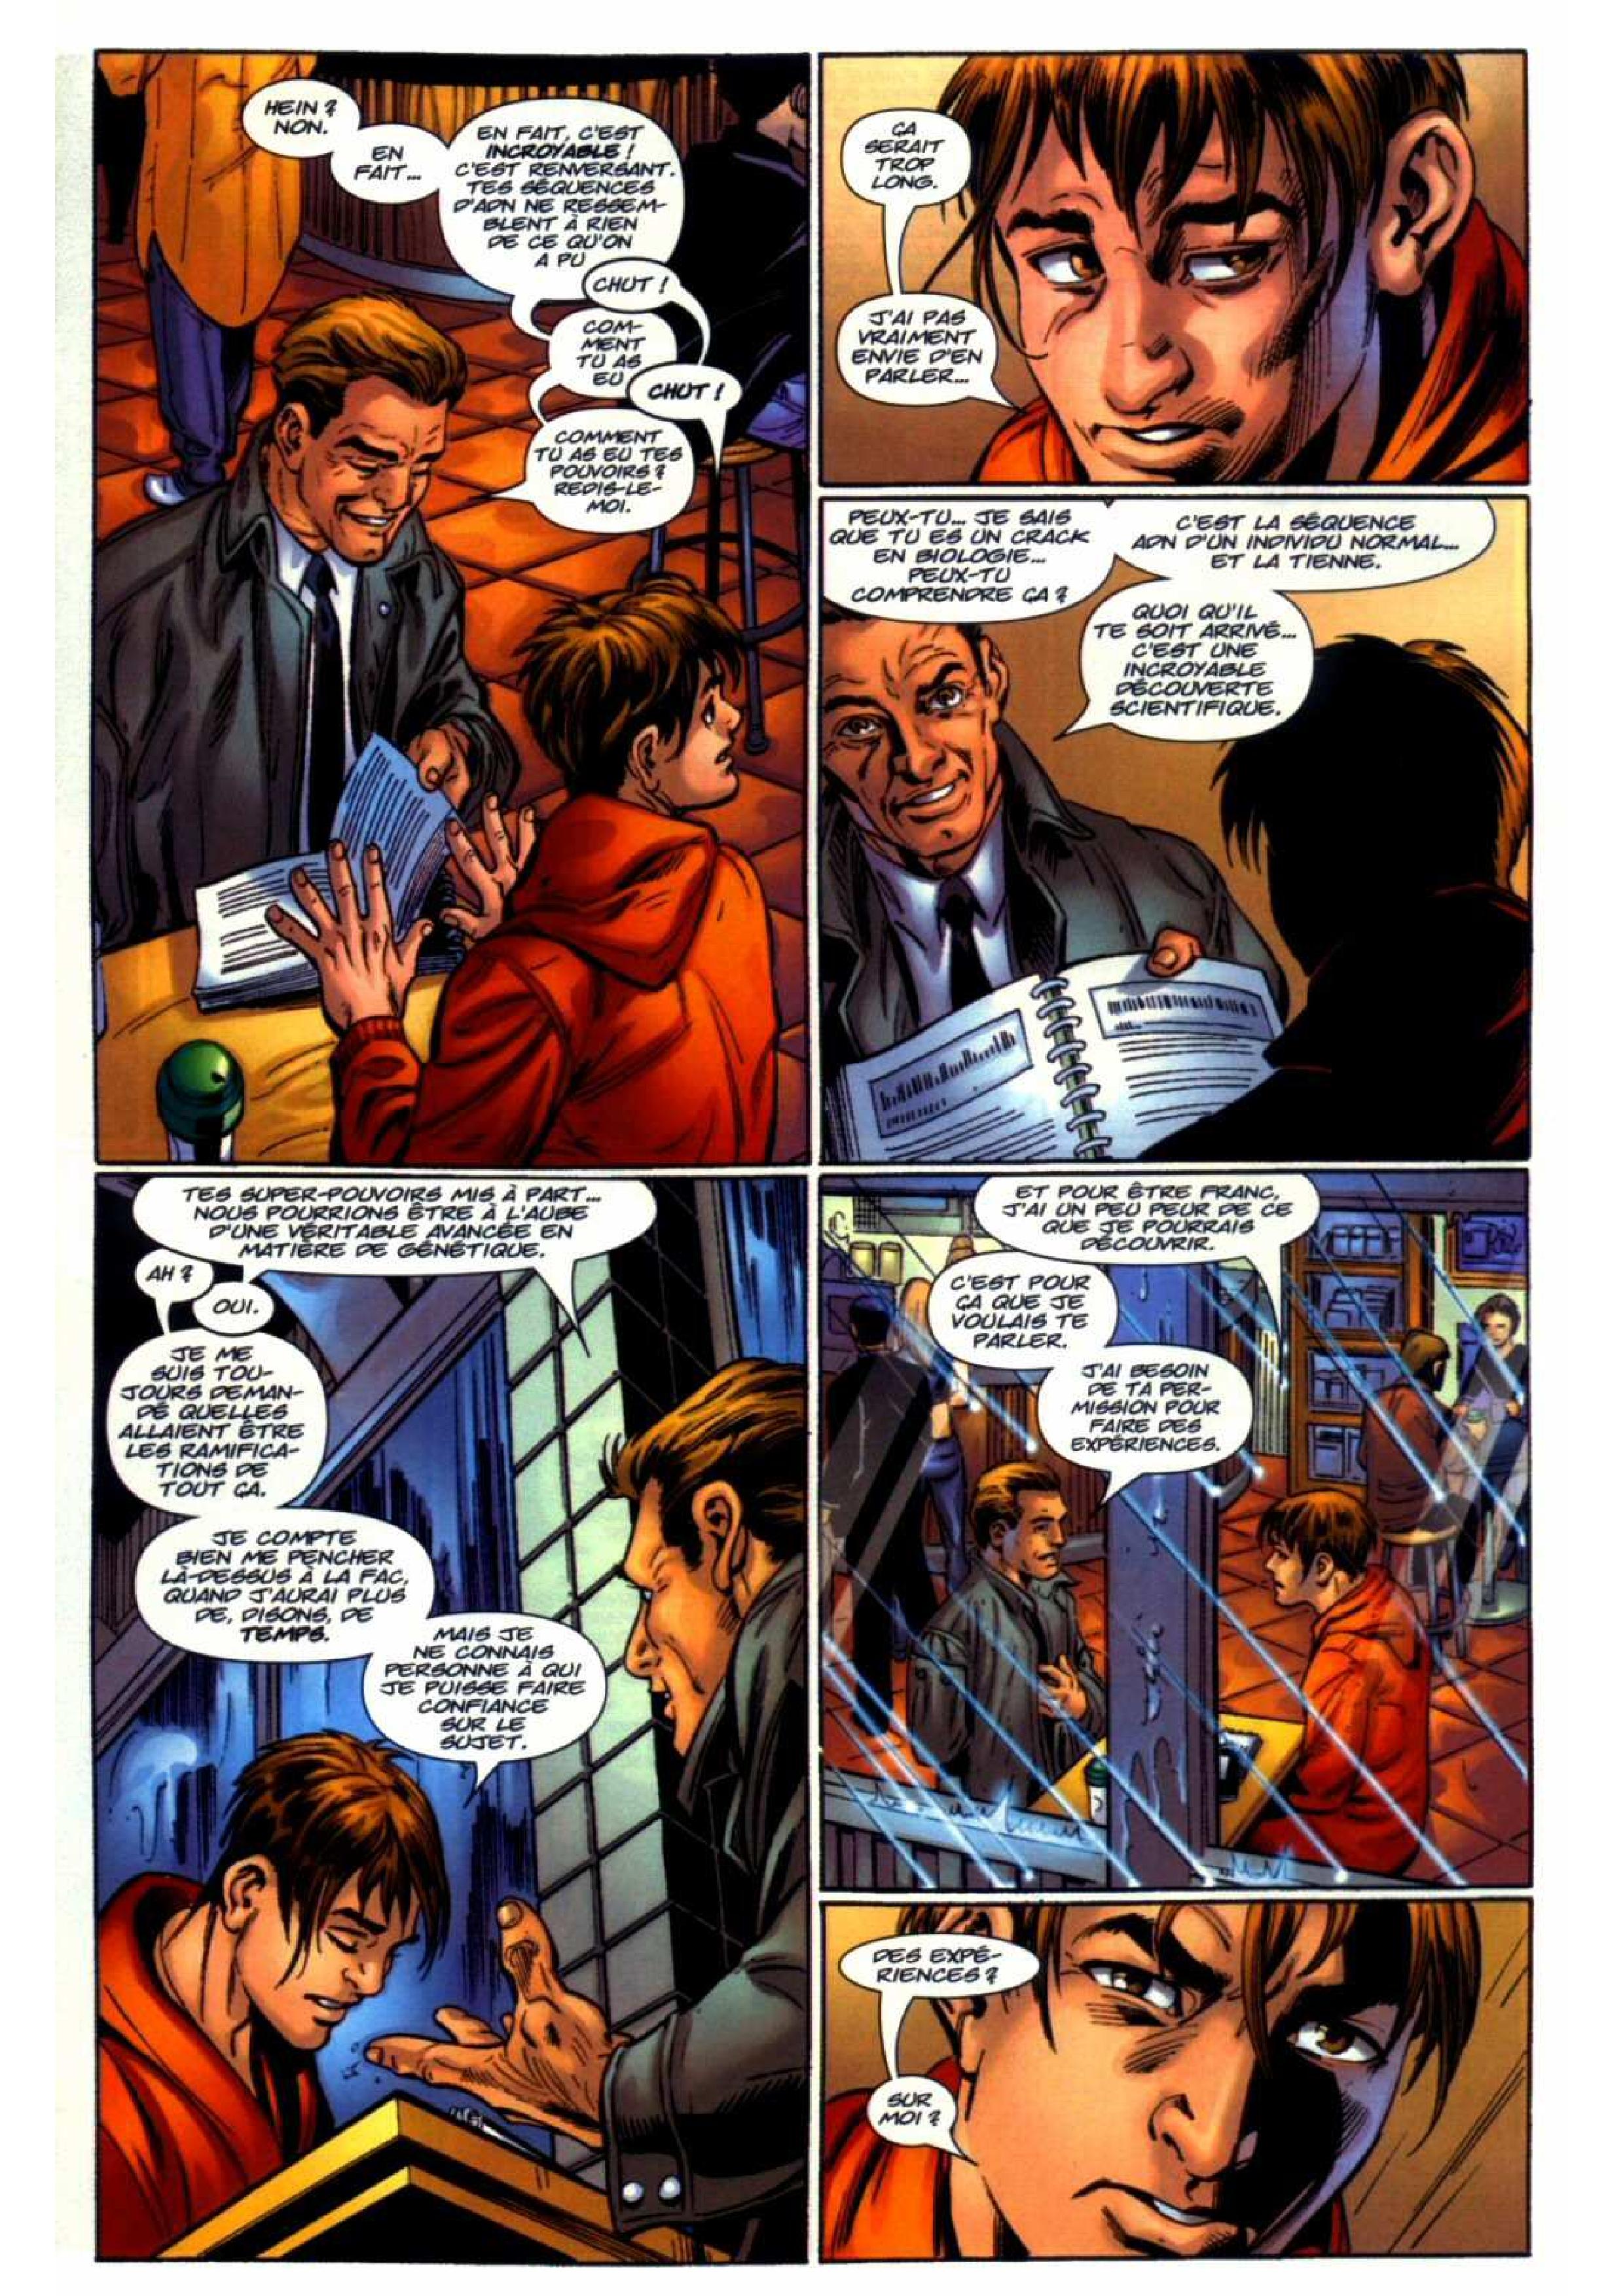 HEIN ?
NON.
EN
FAIT...
EN FAIT, C'EST
INCROYABLE !
C'EST RENVERSANT.
TES SÉQUENCES
D'ADN NE RESSEM-
BLENT À RIEN
DE CE QU'ON
A PU
CHUT !
COM-
MENT
TU AS
EU
CHUT !
COMMENT
TU AS EU TES
POUVOIRS ?
REDIS-LE-
MOI.
ÇA
SERAIT
TROP
LONG.
J'AI PAS
VRAIMENT
ENVIE D'EN
PARLER...
PEUX-TU... JE SAIS
QUE TU ES UN CRACK
EN BIOLOGIE...
PEUX-TU
COMPRENDRE ÇA ?
C'EST LA SÉQUENCE
ADN D'UN INDIVIDU NORMAL...
ET LA TIENNE.
QUOI QU'IL
TE SOIT ARRIVÉ...
C'EST UNE
INCROYABLE
DÉCOUVERTE
SCIENTIFIQUE.
TES SUPER-POUVOIRS MIS À PART...
NOUS POURRIONS ÊTRE À L'AUBE
D'UNE VÉRITABLE AVANCÉE EN
MATIÈRE DE GÉNÉTIQUE.
AH ?
OUI.
JE ME
SUIS TOU-
JOURS DEMAN-
DÉ QUELLES
ALLAIENT ÊTRE
LES RAMIFICA-
TIONS DE
TOUT ÇA.
JE COMPTE
BIEN ME PENCHER
LÀ-DESSUS À LA FAC,
QUAND J'AURAI PLUS
DE, DISONS, DE
TEMPS.
MAIS JE
NE CONNAIS
PERSONNE À QUI
JE PUISSE FAIRE
CONFIANCE
SUR LE
SUJET.
ET POUR ÊTRE FRANC,
J'AI UN PEU PEUR DE CE
QUE JE POURRAIS
DÉCOUVRIR.
C'EST POUR
ÇA QUE JE
VOULAIS TE
PARLER.
J'AI BESOIN
DE TA PER-
MISSION POUR
FAIRE DES
EXPÉRIENCES.
DES EXPÉ-
RIENCES ?
SUR
MOI ?